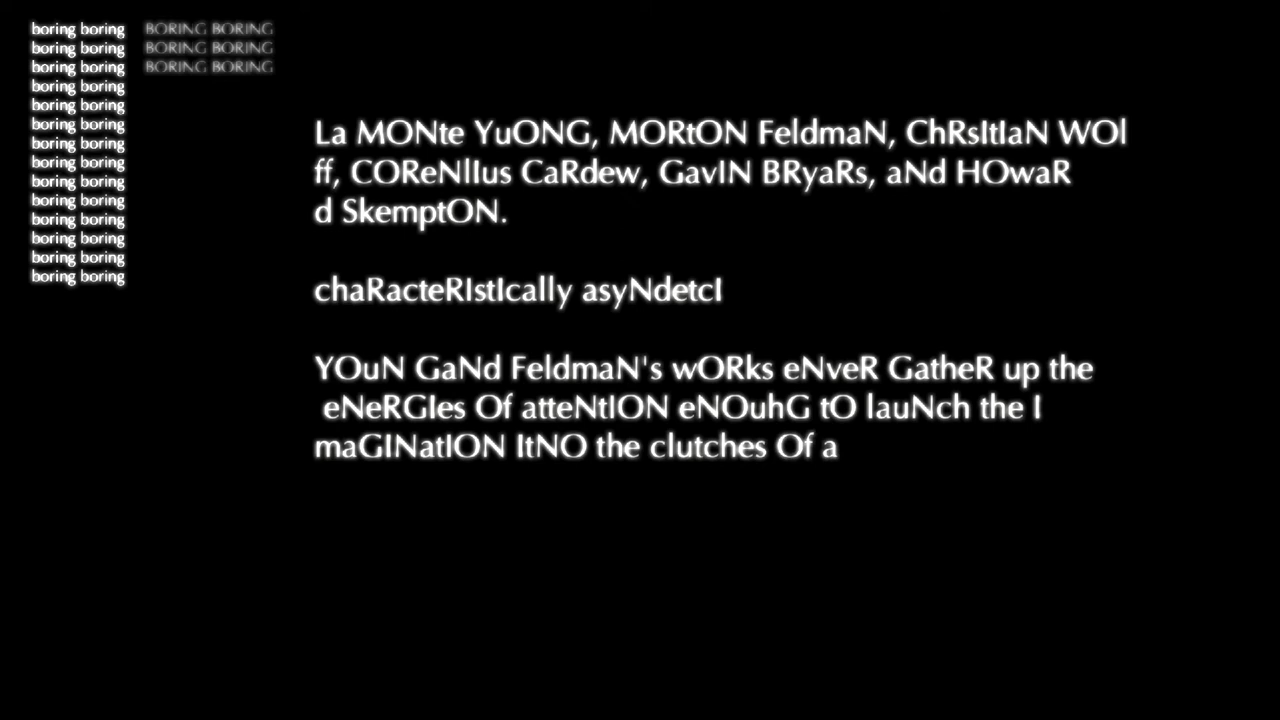 boring boring BORING BORING
boring boring BORING BORING
boring boring BORING BORING
boring boring
boring boring
boring boring
boring boring
boring boring
boring boring
boring boring
boring boring
boring boring
boring boring
boring boring
La MONte YuONG, MORtON FeldmaN, ChRsItIaN WOl
ff, COReNlIus CaRdew, GavIN BRyaRs, aNd HOwaR
d SkemptON.
chaRacteRIstIcally asyNdetcI
YOuN GaNd FeldmaN's wORks eNveR GatheR up the
eNeRGIes Of atteNtION eNOuhG tO lauNch the I
maGINatION ItNO the clutches Of a